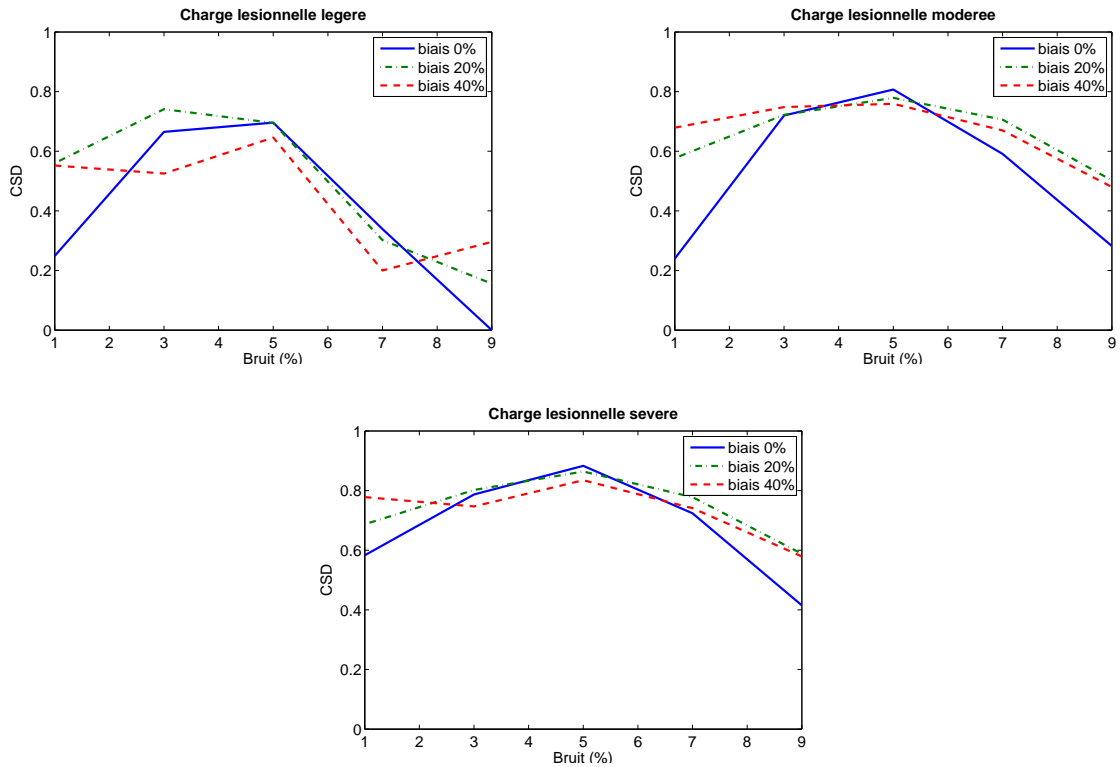 Charge lesionnelle legere
1
0.8
0.6
0.4
0.2
0
CSD
biais 0%
biais 20%
biais 40%
1 2 3 4 5 6 7 8 9
Bruit (%)
Charge lesionnelle moderee
1
0.8
0.6
0.4
0.2
0
CSD
biais 0%
biais 20%
biais 40%
1 2 3 4 5 6 7 8 9
Bruit (%)
Charge lesionnelle severe
1
0.8
0.6
0.4
0.2
0
CSD
biais 0%
biais 20%
biais 40%
1 2 3 4 5 6 7 8 9
Bruit (%)